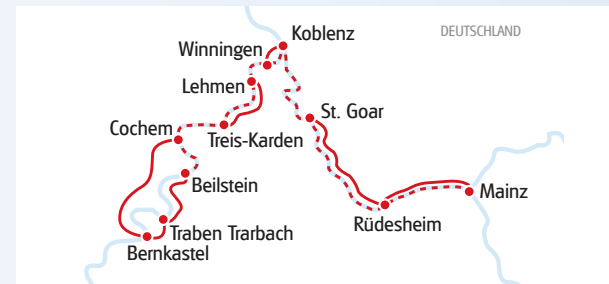 Koblenz
DEUTSCHLAND
Winningen
Lehmen
St. Goar
Cochem
Treis-Karden
Beilstein
Mainz
Rüdesheim
Traben Trarbach
Bernkastel